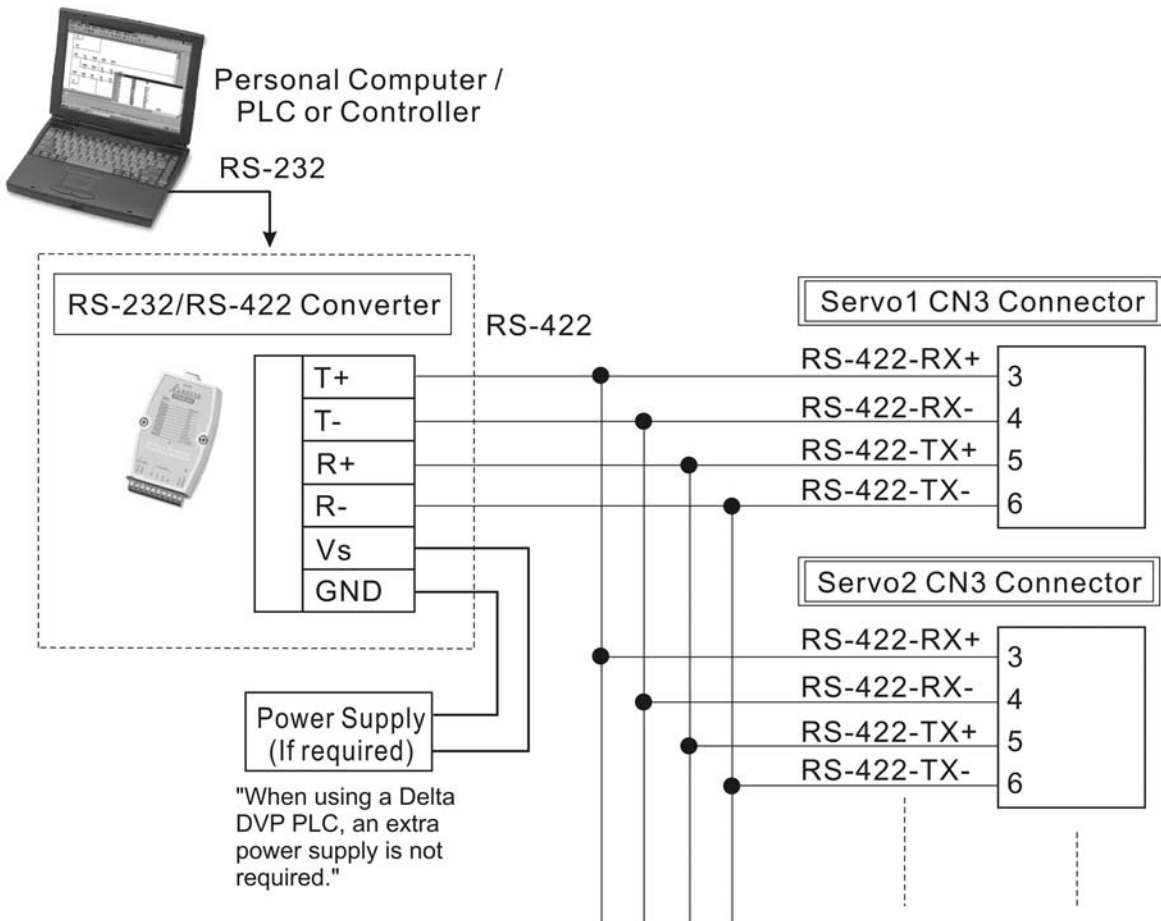 Personal Computer /
PLC or Controller
RS-232
RS-232/RS-422 Converter
RS-422
T+
T-
R+
R-
Vs
GND
Power Supply
(If required)
"When using a Delta
DVP PLC, an extra
power supply is not
required."
Servo1 CN3 Connector
RS-422-RX+
3
RS-422-RX-
4
RS-422-TX+
5
RS-422-TX-
6
Servo2 CN3 Connector
RS-422-RX+
3
RS-422-RX-
4
RS-422-TX+
5
RS-422-TX-
6